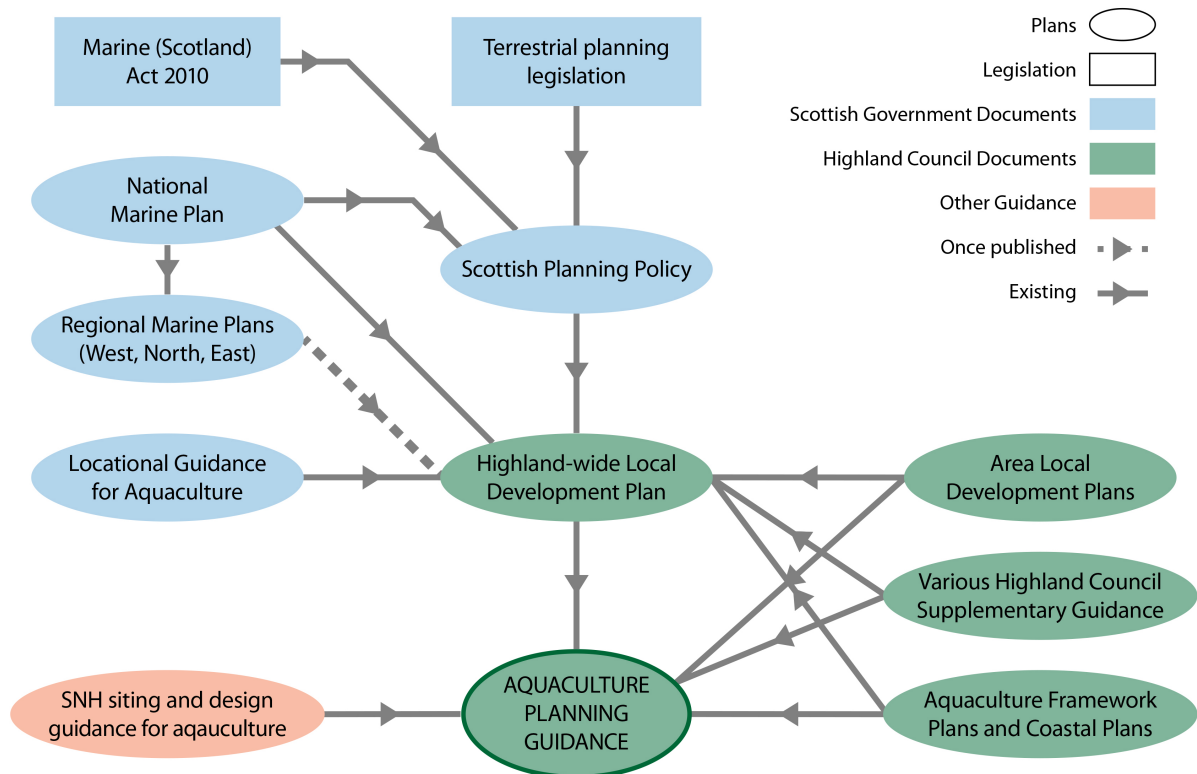 Marine (Scotland)
Act 2010
Terrestrial planning
legislation
Plans
Legislation
Scottish Government Documents
Highland Council Documents
Other Guidance
Once published
Existing
National
Marine Plan
Scottish Planning Policy
Regional Marine Plans
(West, North, East)
Locational Guidance
for Aquaculture
Highland-wide Local
Development Plan
Area Local
Development Plans
Various Highland Council
Supplementary Guidance
SNH siting and design
guidance for aqauculture
AQUACULTURE
PLANNING
GUIDANCE
Aquaculture Framework
Plans and Coastal Plans